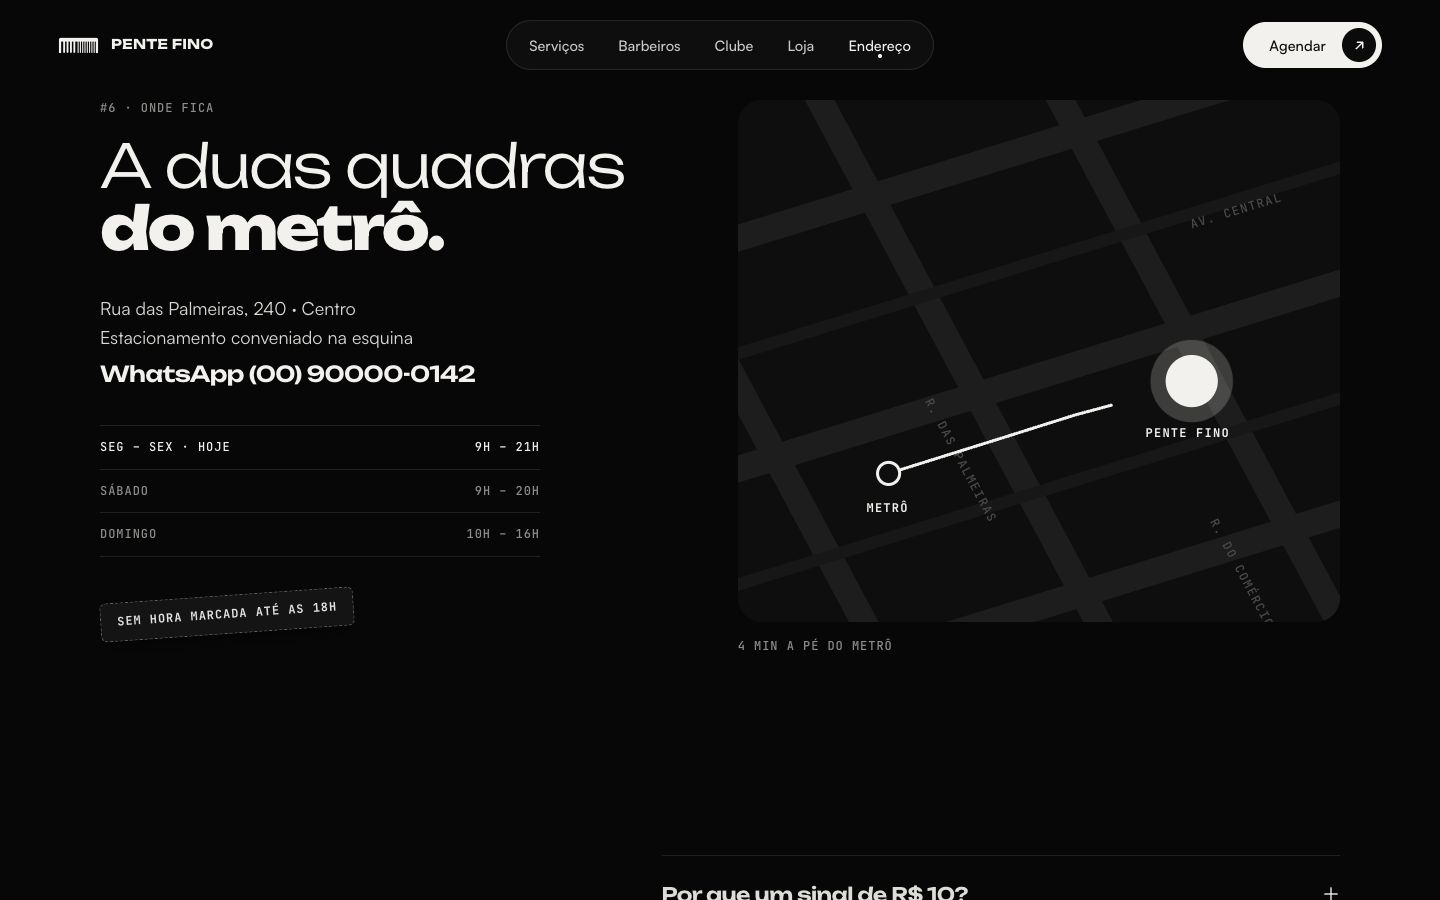 PENTE FINO
Serviços
Barbeiros
Clube
Loja
Endereço
Agendar
#6 · ONDE FICA
A duas quadras
do metrô.
Rua das Palmeiras, 240 · Centro
Estacionamento conveniado na esquina
WhatsApp (00) 90000-0142
SEG – SEX · HOJE 9H – 21H
SÁBADO 9H – 20H
DOMINGO 10H – 16H
SEM HORA MARCADA ATÉ AS 18H
AV. CENTRAL
R. DAS PALMEIRAS
PENTE FINO
METRÔ
R. DO COMÉRCIO
4 MIN A PÉ DO METRÔ
Por que um sinal de R$ 10?